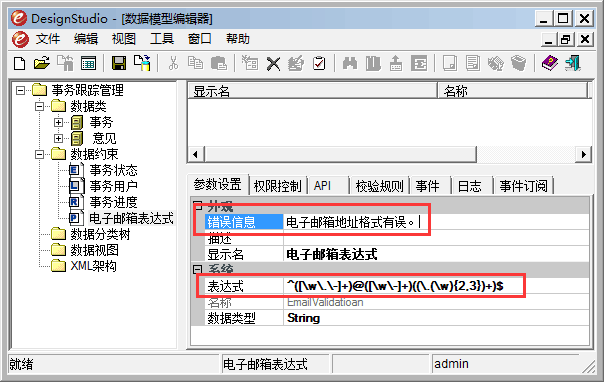 DesignStudio - [数据模型编辑器]
文件 编辑 视图 工具 窗口 帮助
事务跟踪管理
数据类
事务
意见
数据约束
事务状态
事务用户
事务进度
电子邮箱表达式
数据分类树
数据视图
XML架构
显示名 名称
参数设置 权限控制 API 校验规则 事件 日志 事件订阅
外观
错误信息 电子邮箱地址格式有误。
描述
显示名 电子邮箱表达式
系统
表达式 ^([\w\.\-]+)@([\w\-]+)((\.(\w){2,3})+)$
名称 EmailValidatioan
数据类型 String
就绪 电子邮箱表达式 admin